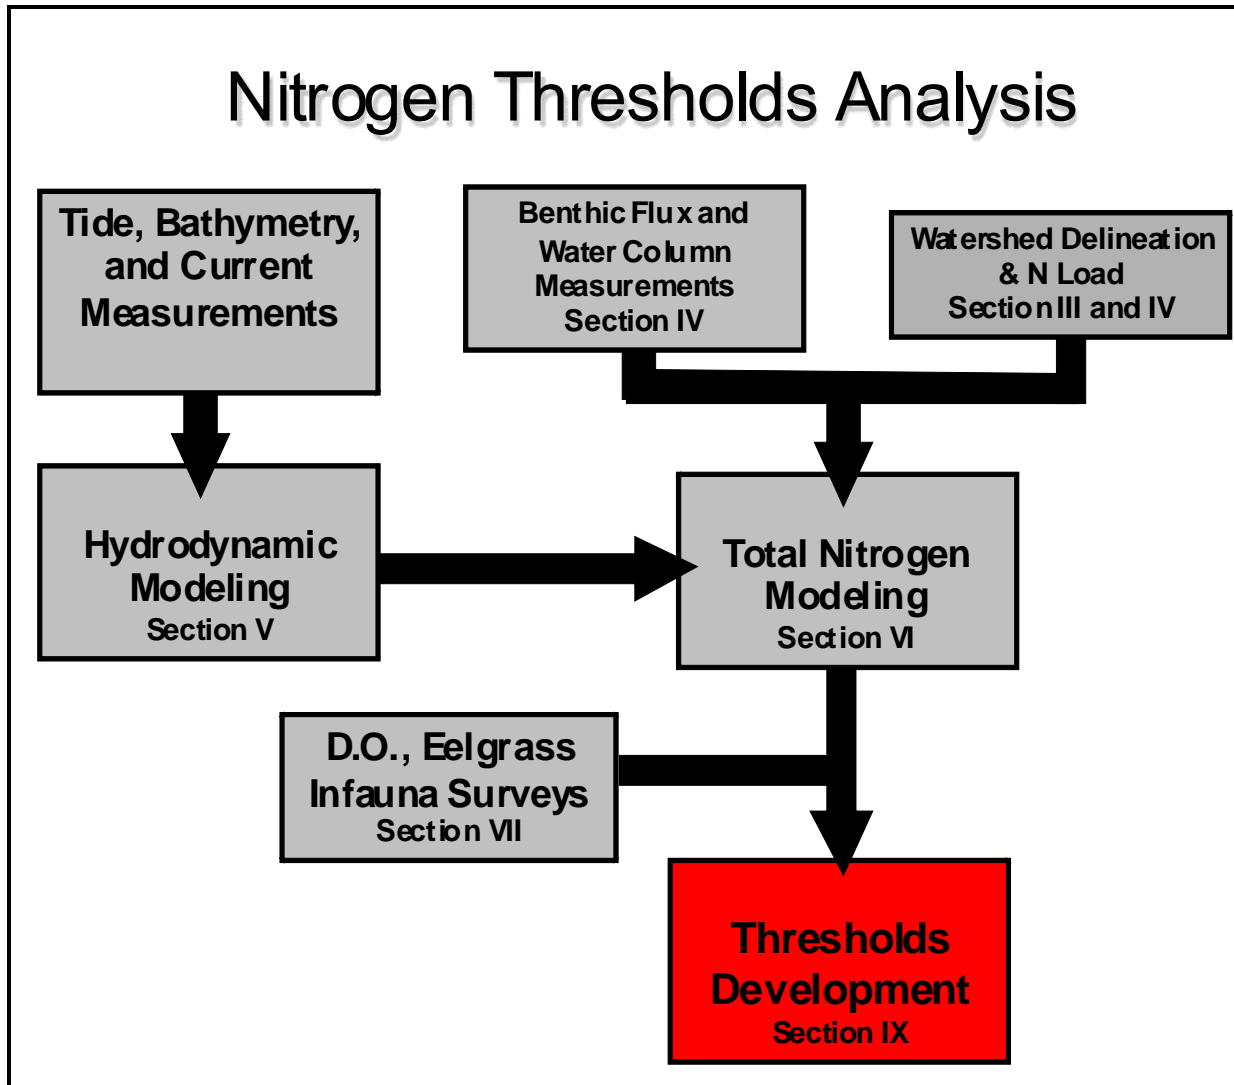 Nitrogen Thresholds Analysis
Tide, Bathymetry,
and Current
Measurements
Benthic Flux and
Water Column
Measurements
Section IV
Watershed Delineation
& N Load
Section III and IV
Hydrodynamic
Modeling
Section V
Total Nitrogen
Modeling
Section VI
D.O., Eelgrass
Infauna Surveys
Section VII
Thresholds
Development
Section IX